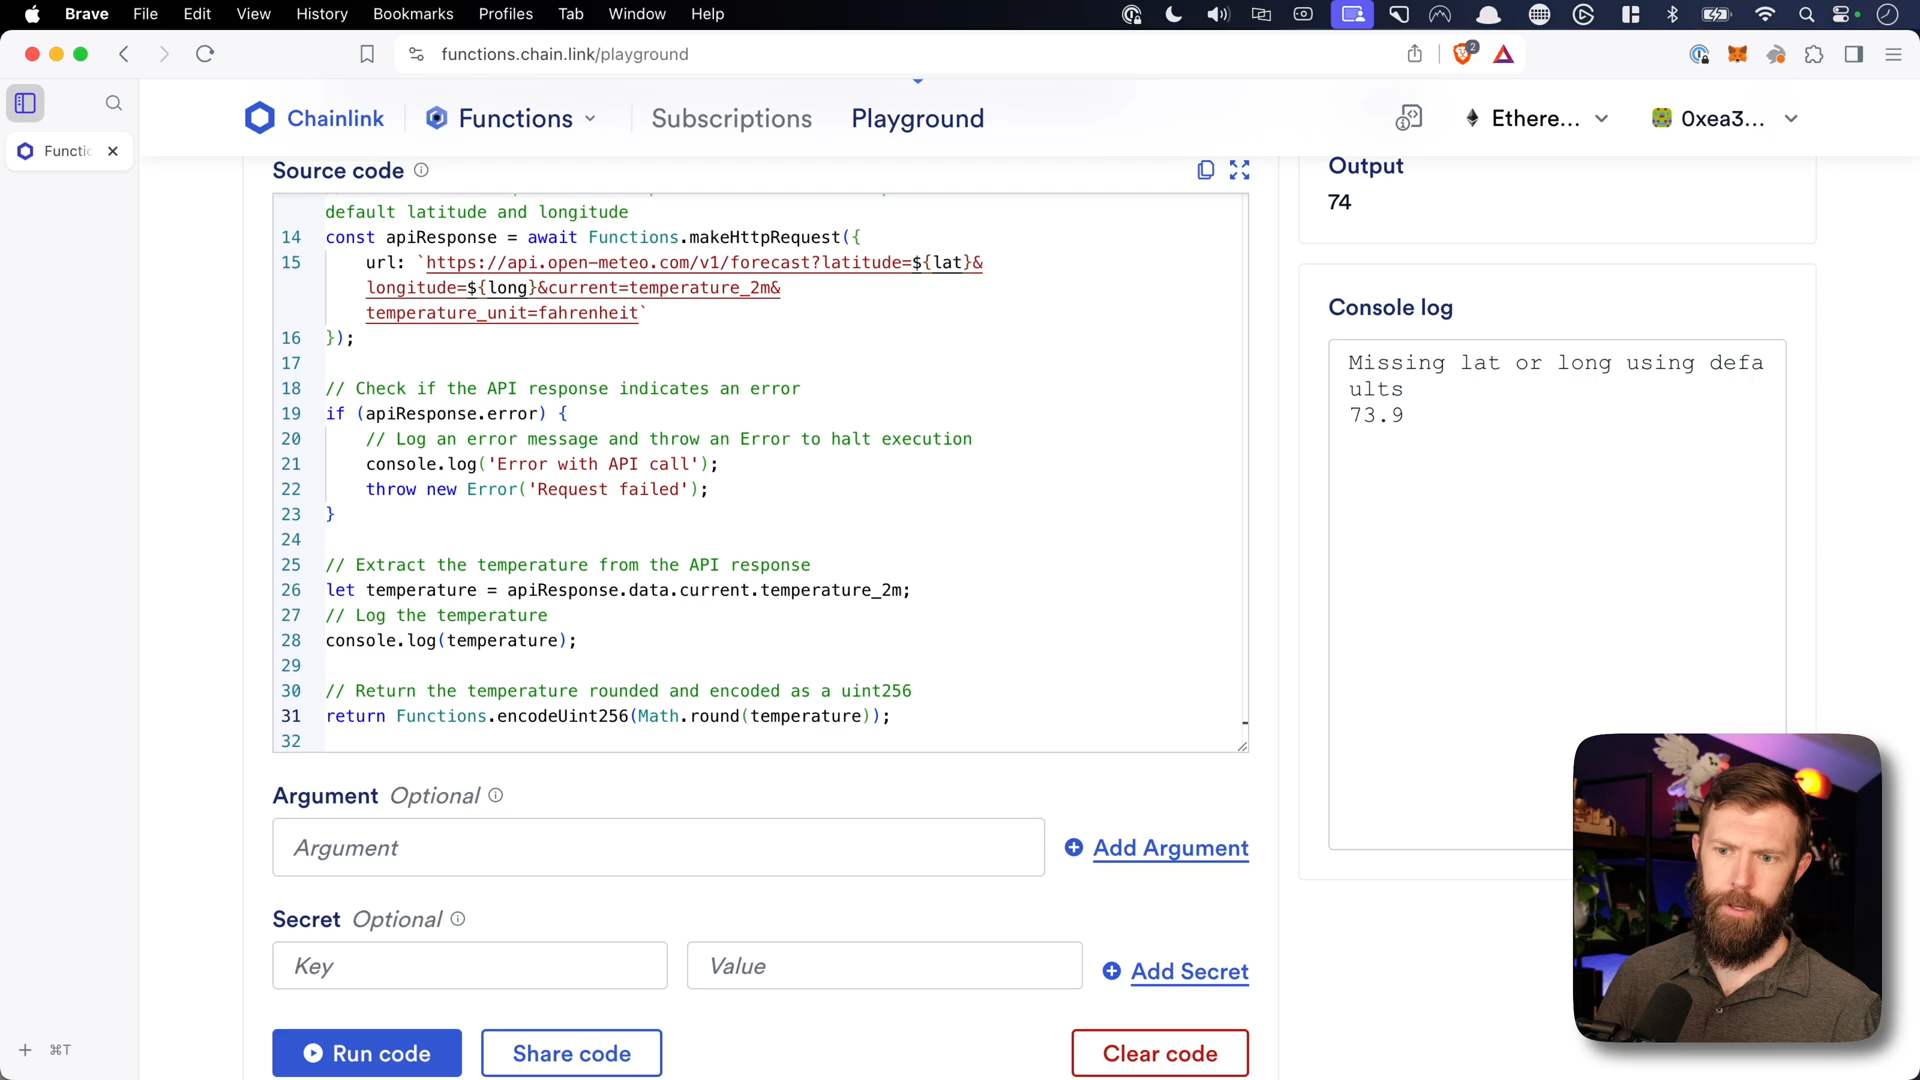 Brave File Edit View History Bookmarks Profiles Tab Window Help
functions.chain.link/playground
2
Functi
Chainlink Functions Subscriptions Playground Ethere... 0xea3...
Source code
default latitude and longitude
14 const apiResponse = await Functions.makeHttpRequest({
15 url: `https://api.open-meteo.com/v1/forecast?latitude=${lat}&
longitude=${long}&current=temperature_2m&
temperature_unit=fahrenheit`
16 });
17
18 // Check if the API response indicates an error
19 if (apiResponse.error) {
20 // Log an error message and throw an Error to halt execution
21 console.log('Error with API call');
22 throw new Error('Request failed');
23 }
24
25 // Extract the temperature from the API response
26 let temperature = apiResponse.data.current.temperature_2m;
27 // Log the temperature
28 console.log(temperature);
29
30 // Return the temperature rounded and encoded as a uint256
31 return Functions.encodeUint256(Math.round(temperature));
32
Argument Optional
Argument
Add Argument
Secret Optional
Key
Value
Add Secret
Run code
Share code
Clear code
Output
74
Console log
Missing lat or long using defa
ults
73.9
+ ⌘T